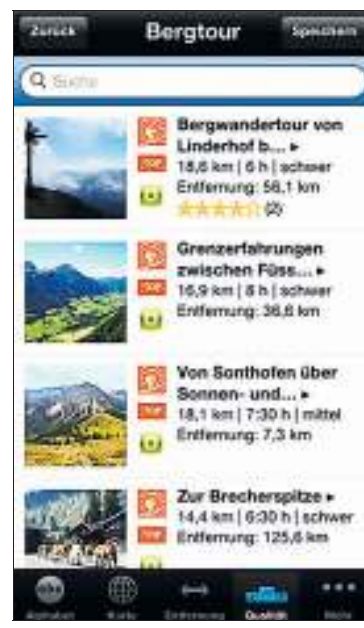 Zurück Bergtour Speichern
Suche
Bergwandertour von
Linderhof b... ▸
18,6 km | 6 h | schwer
Entfernung: 56,1 km
(2)
Grenzerfahrungen
zwischen Füss... ▸
16,9 km | 8 h | schwer
Entfernung: 36,6 km
Von Sonthofen über
Sonnen- und... ▸
18,1 km | 7:30 h | mittel
Entfernung: 7,3 km
Zur Brecherspitze ▸
14,4 km | 6:30 h | schwer
Entfernung: 125,6 km
abc
Alphabet Karte Entfernung Qualität Mehr